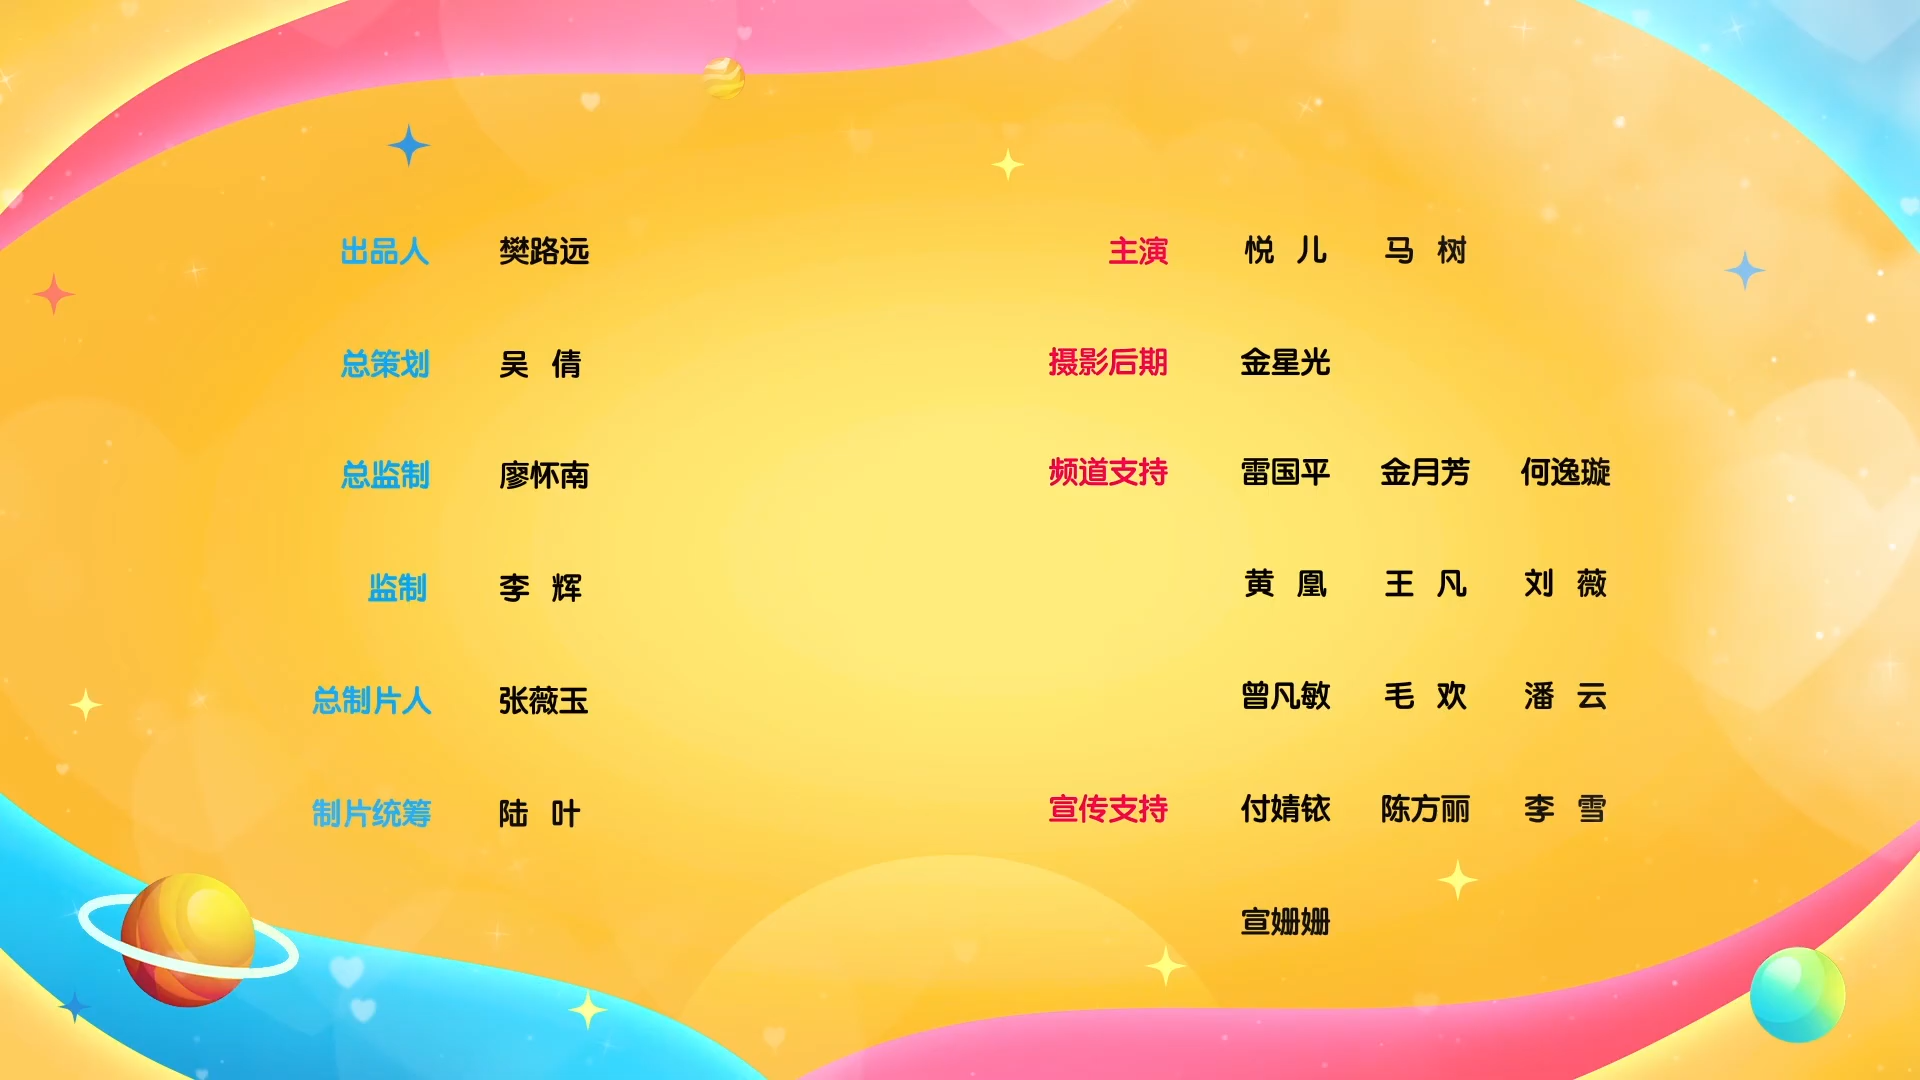 出品人 樊路远
总策划 吴 倩
总监制 廖怀南
监制 李 辉
总制片人 张薇玉
制片统筹 陆 叶
主演 悦 儿 马 树
摄影后期 金星光
频道支持 雷国平 金月芳 何逸璇
黄 凰 王 凡 刘 薇
曾凡敏 毛 欢 潘 云
宣传支持 付婧铱 陈方丽 李 雪
宣姗姗